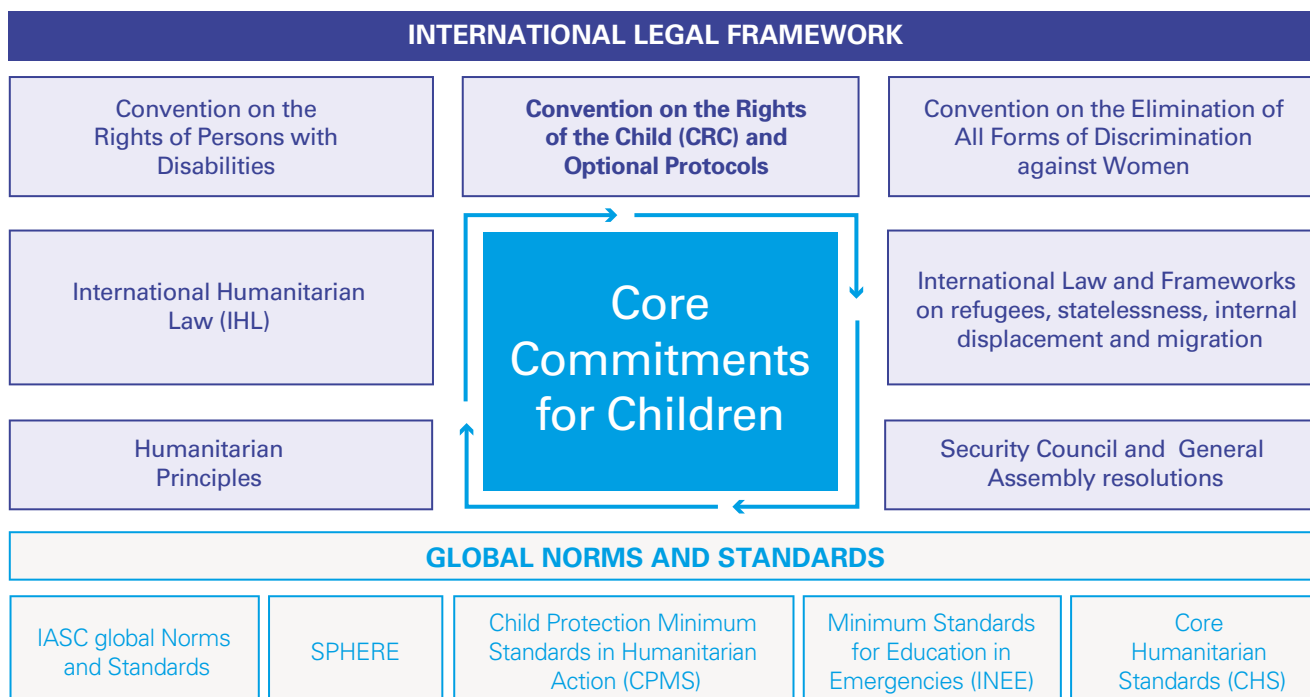 INTERNATIONAL LEGAL FRAMEWORK
Convention on the
Rights of Persons with
Disabilities
Convention on the Rights
of the Child (CRC) and
Optional Protocols
Convention on the Elimination of
All Forms of Discrimination
against Women
International Humanitarian
Law (IHL)
Core
Commitments
for Children
International Law and Frameworks
on refugees, statelessness, internal
displacement and migration
Humanitarian
Principles
Security Council and General
Assembly resolutions
GLOBAL NORMS AND STANDARDS
IASC global Norms
and Standards
SPHERE
Child Protection Minimum
Standards in Humanitarian
Action (CPMS)
Minimum Standards
for Education in
Emergencies (INEE)
Core
Humanitarian
Standards (CHS)